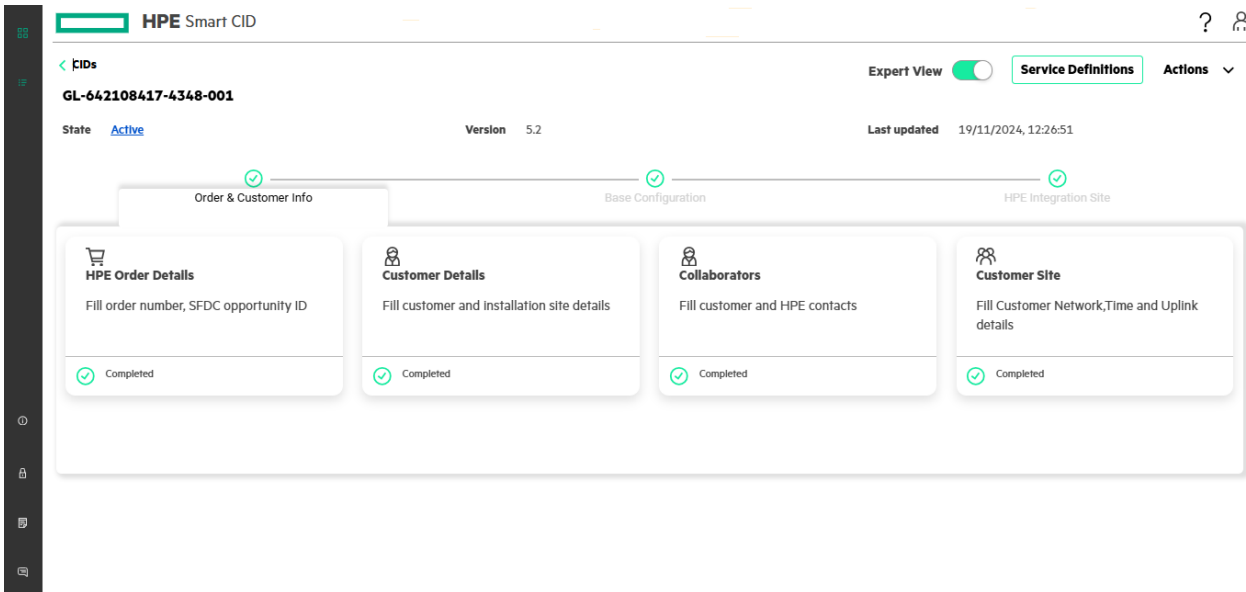 HPE Smart CID
?
CIDs
Expert View
Service Definitions
Actions
GL-642108417-4348-001
State Active
Version 5.2
Last updated 19/11/2024, 12:26:51
Order & Customer Info
Base Configuration
HPE Integration Site
HPE Order Details
Fill order number, SFDC opportunity ID
Completed
Customer Details
Fill customer and installation site details
Completed
Collaborators
Fill customer and HPE contacts
Completed
Customer Site
Fill Customer Network,Time and Uplink
details
Completed